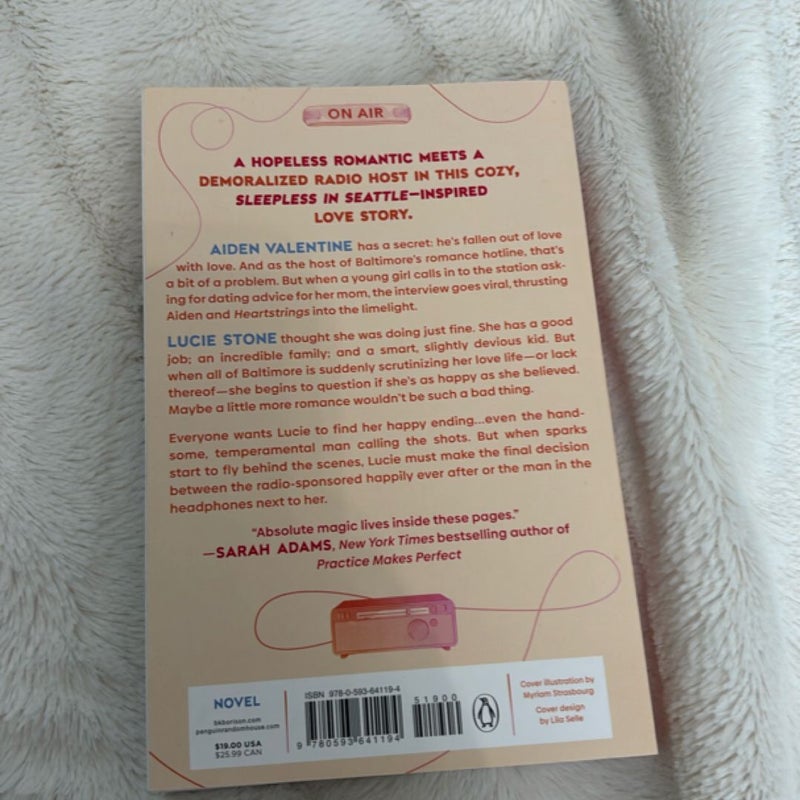 ON AIR
A HOPELESS ROMANTIC MEETS A
DEMORALIZED RADIO HOST IN THIS COZY,
SLEEPLESS IN SEATTLE–INSPIRED
LOVE STORY.
AIDEN VALENTINE has a secret: he's fallen out of love
with love. And as the host of Baltimore's romance hotline, that's
a bit of a problem. But when a young girl calls in to the station ask-
ing for dating advice for her mom, the interview goes viral, thrusting
Aiden and Heartstrings into the limelight.
LUCIE STONE thought she was doing just fine. She has a good
job; an incredible family; and a smart, slightly devious kid. But
when all of Baltimore is suddenly scrutinizing her love life—or lack
thereof—she begins to question if she's as happy as she believed.
Maybe a little more romance wouldn't be such a bad thing.
Everyone wants Lucie to find her happy ending...even the hand-
some, temperamental man calling the shots. But when sparks
start to fly behind the scenes, Lucie must make the final decision
between the radio-sponsored happily ever after or the man in the
headphones next to her.
"Absolute magic lives inside these pages."
—SARAH ADAMS, New York Times bestselling author of
Practice Makes Perfect
NOVEL
bkborison.com
penguinrandomhouse.com
$19.00 USA
$25.99 CAN
ISBN 978-0-593-64119-4
51900
9 780593 641194
Cover illustration by
Myriam Strasbourg
Cover design
by Lila Selle